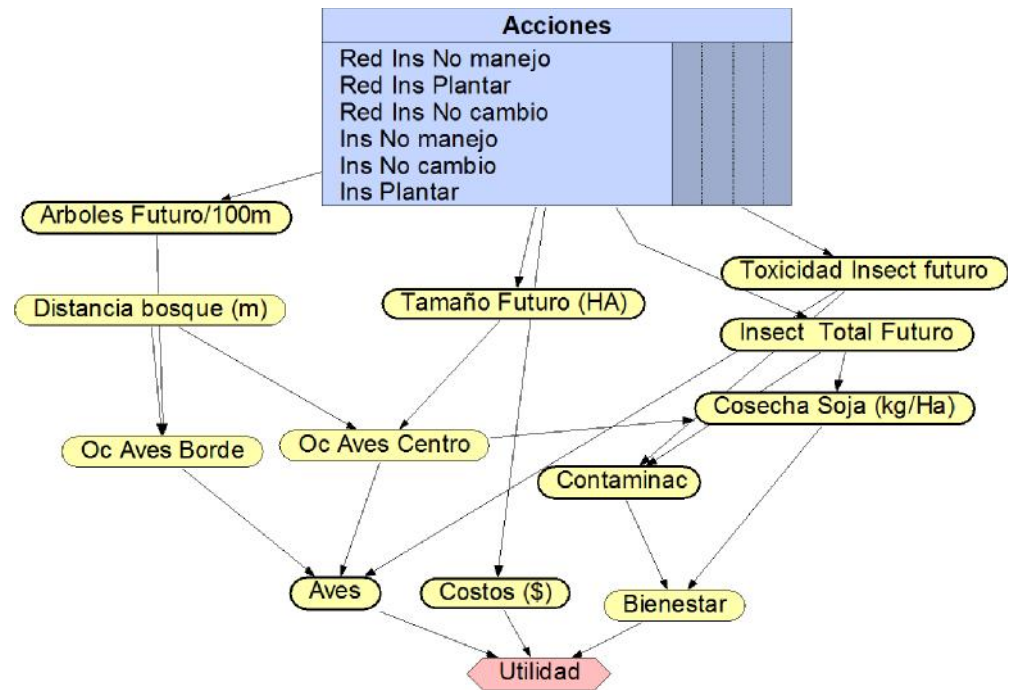 Acciones
Red Ins No manejo
Red Ins Plantar
Red Ins No cambio
Ins No manejo
Ins No cambio
Ins Plantar
Arboles Futuro/100m
Toxicidad Insect futuro
Distancia bosque (m)
Tamaño Futuro (HA)
Insect Total Futuro
Cosecha Soja (kg/Ha)
Oc Aves Borde
Oc Aves Centro
Contaminac
Aves
Costos ($)
Bienestar
Utilidad